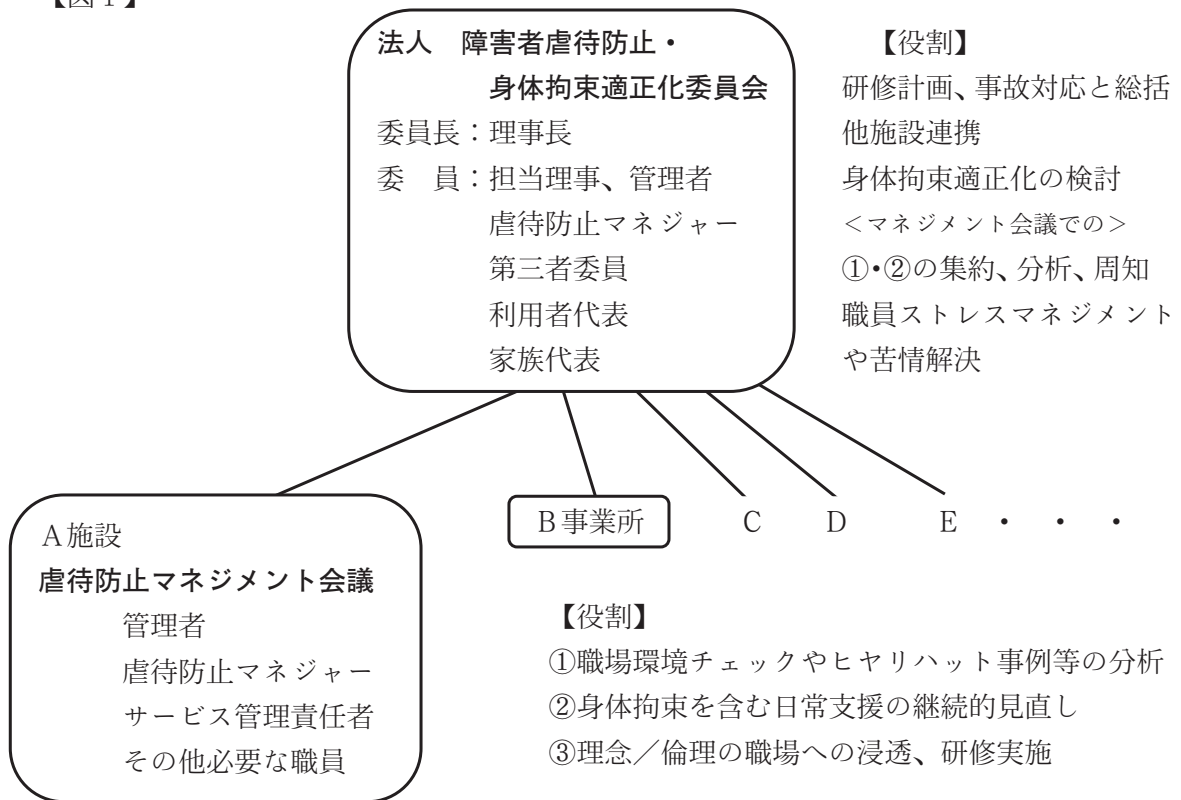 【図1】
法人 障害者虐待防止・
身体拘束適正化委員会
委員長：理事長
委 員：担当理事、管理者
虐待防止マネジャー
第三者委員
利用者代表
家族代表
【役割】
研修計画、事故対応と総括
他施設連携
身体拘束適正化の検討
<マネジメント会議での>
①・②の集約、分析、周知
職員ストレスマネジメント
や苦情解決
A施設
虐待防止マネジメント会議
管理者
虐待防止マネジャー
サービス管理責任者
その他必要な職員
B事業所 C D E ・ ・ ・
【役割】
①職場環境チェックやヒヤリハット事例等の分析
②身体拘束を含む日常支援の継続的見直し
③理念／倫理の職場への浸透、研修実施